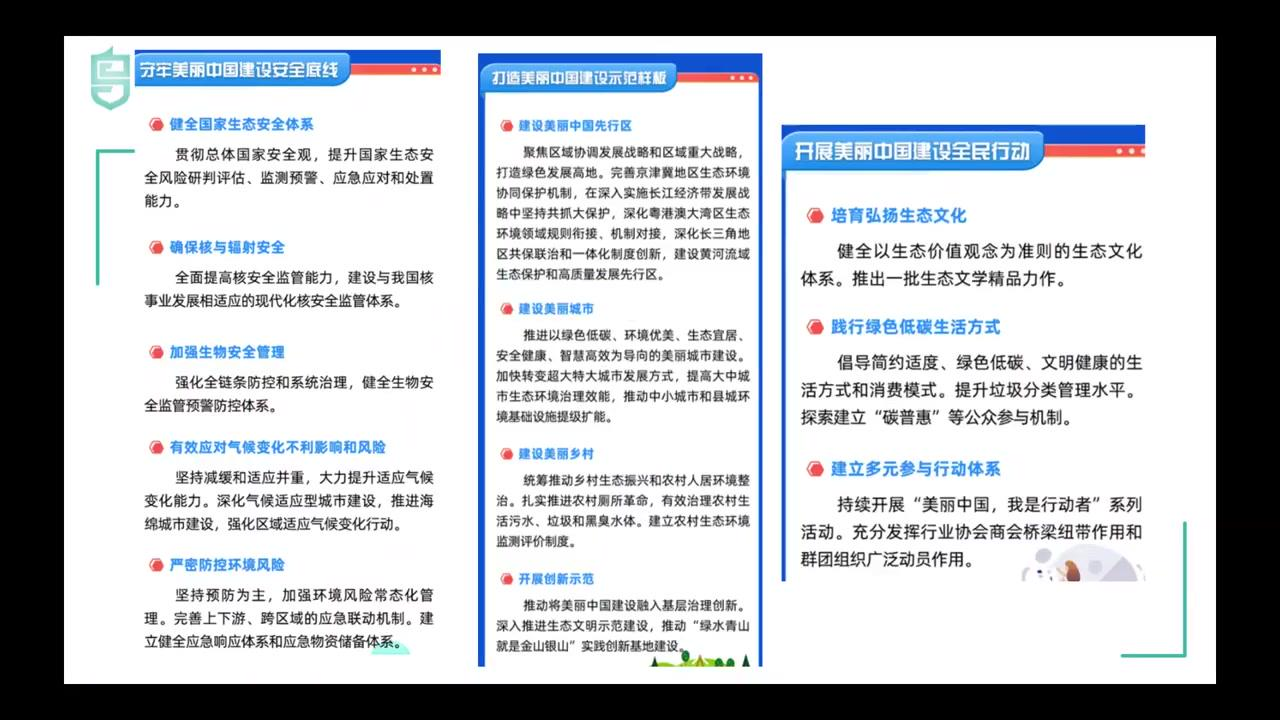 守牢美丽中国建设安全底线
健全国家生态安全体系
贯彻总体国家安全观，提升国家生态安
全风险研判评估、监测预警、应急应对和处置
能力。
确保核与辐射安全
全面提高核安全监管能力，建设与我国核
事业发展相适应的现代化核安全监管体系。
加强生物安全管理
强化全链条防控和系统治理，健全生物安
全监管预警防控体系。
有效应对气候变化不利影响和风险
坚持减缓和适应并重，大力提升适应气候
变化能力。深化气候适应型城市建设，推进海
绵城市建设，强化区域适应气候变化行动。
严密防控环境风险
坚持预防为主，加强环境风险常态化管
理。完善上下游、跨区域的应急联动机制。建
立健全应急响应体系和应急物资储备体系。
打造美丽中国建设示范样板
建设美丽中国先行区
聚焦区域协调发展战略和区域重大战略，
打造绿色发展高地。完善京津冀地区生态环境
协同保护机制，在深入实施长江经济带发展战
略中坚持共抓大保护，深化粤港澳大湾区生态
环境领域规则衔接、机制对接，深化长三角地
区共保联治和一体化制度创新，建设黄河流域
生态保护和高质量发展先行区。
建设美丽城市
推进以绿色低碳、环境优美、生态宜居、
安全健康、智慧高效为导向的美丽城市建设。
加快转变超大特大城市发展方式，提高大中城
市生态环境治理效能，推动中小城市和县城环
境基础设施提级扩能。
建设美丽乡村
统筹推动乡村生态振兴和农村人居环境整
治。扎实推进农村厕所革命，有效治理农村生
活污水、垃圾和黑臭水体。建立农村生态环境
监测评价制度。
开展创新示范
推动将美丽中国建设融入基层治理创新。
深入推进生态文明示范建设，推动“绿水青山
就是金山银山”实践创新基地建设。
开展美丽中国建设全民行动
培育弘扬生态文化
健全以生态价值观念为准则的生态文化
体系。推出一批生态文学精品力作。
践行绿色低碳生活方式
倡导简约适度、绿色低碳、文明健康的生
活方式和消费模式。提升垃圾分类管理水平。
探索建立“碳普惠”等公众参与机制。
建立多元参与行动体系
持续开展“美丽中国，我是行动者”系列
活动。充分发挥行业协会商会桥梁纽带作用和
群团组织广泛动员作用。